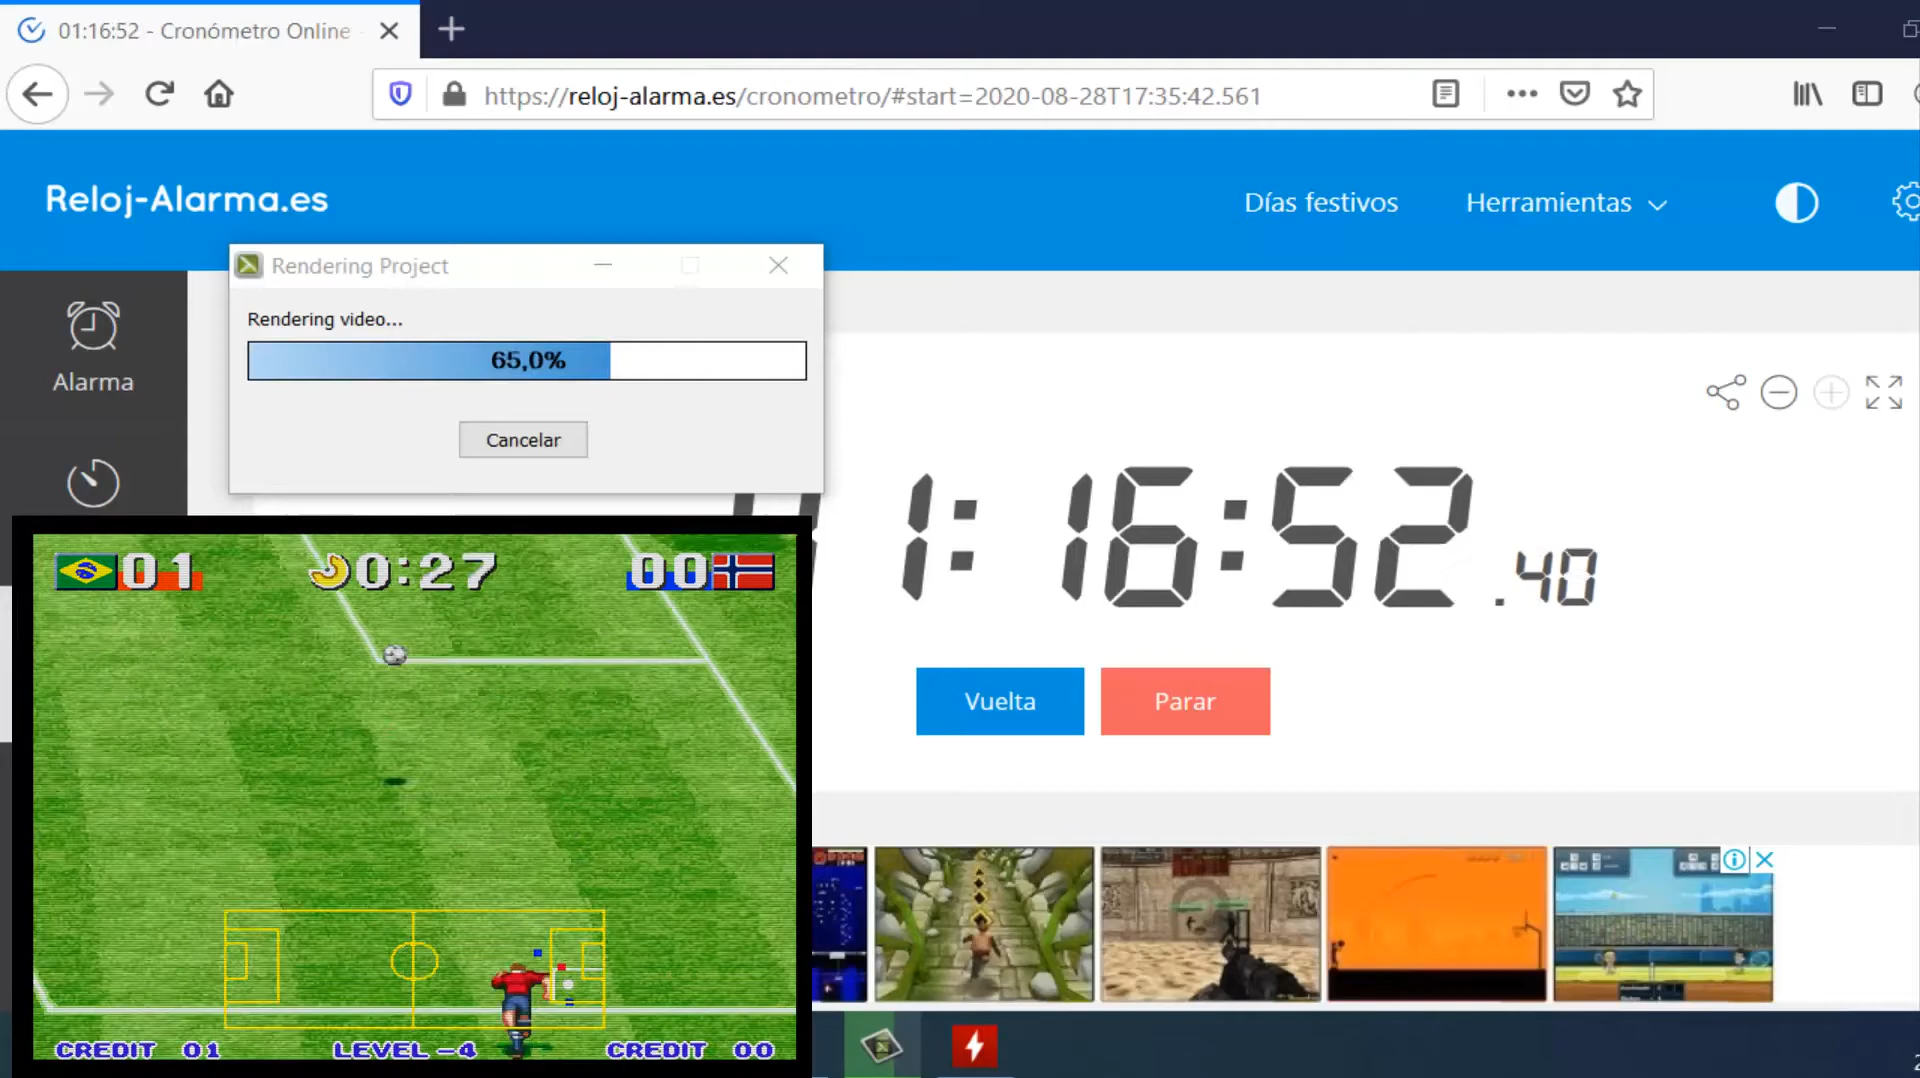 01:16:52 - Cronómetro Online
https://reloj-alarma.es/cronometro/#start=2020-08-28T17:35:42.561
Reloj-Alarma.es
Días festivos
Herramientas
Rendering Project
Rendering video...
65,0%
Cancelar
Alarma
1:16:52.40
Vuelta
Parar
01
0:27
00
CREDIT 01
LEVEL-4
CREDIT 00